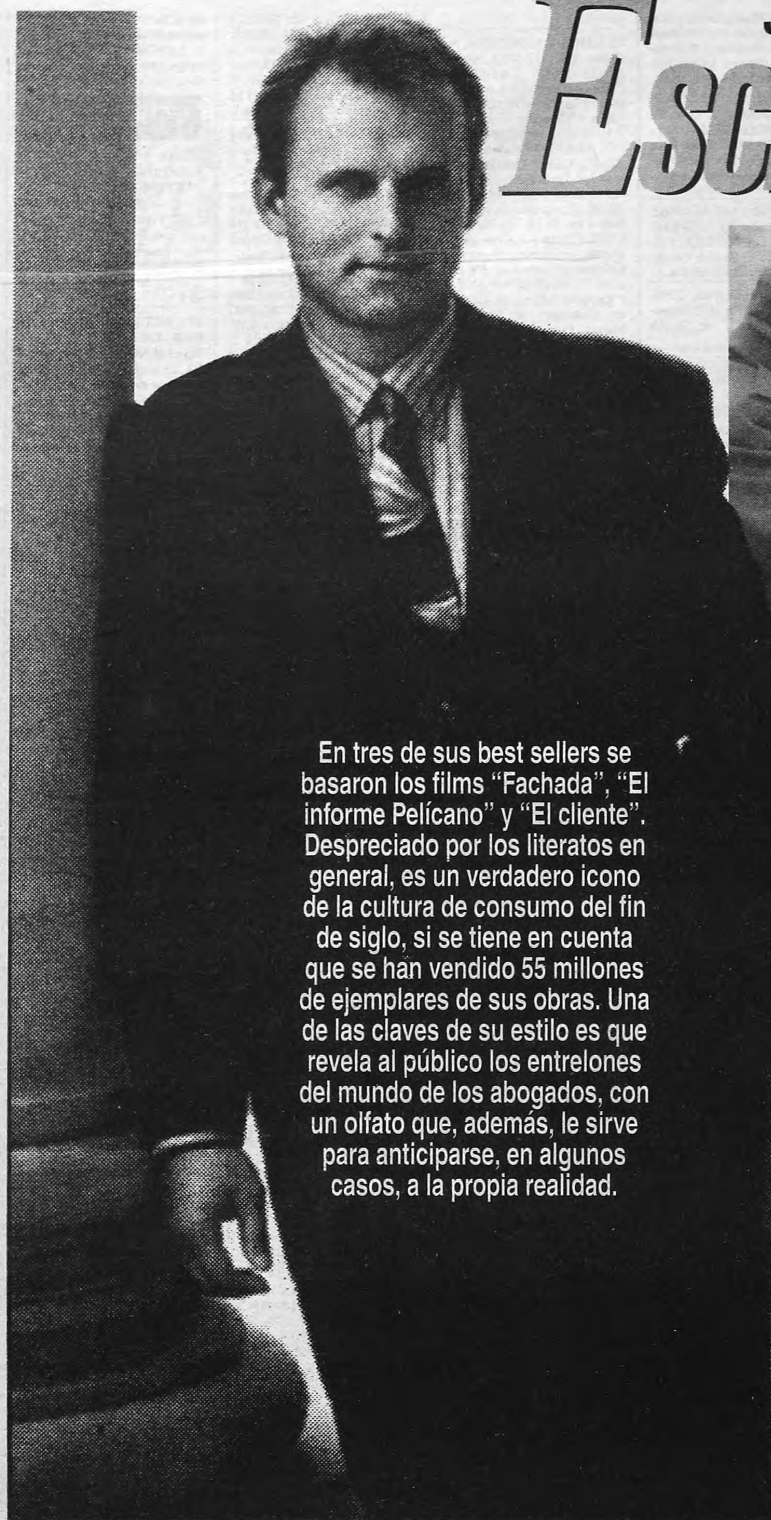 Esc
En tres de sus best sellers se
basaron los films “Fachada”, “El
informe Pelícano” y “El cliente”.
Despreciado por los literatos en
general, es un verdadero icono
de la cultura de consumo del fin
de siglo, si se tiene en cuenta
que se han vendido 55 millones
de ejemplares de sus obras. Una
de las claves de su estilo es que
revela al público los entrelones
del mundo de los abogados, con
un olfato que, además, le sirve
para anticiparse, en algunos
casos, a la propia realidad.